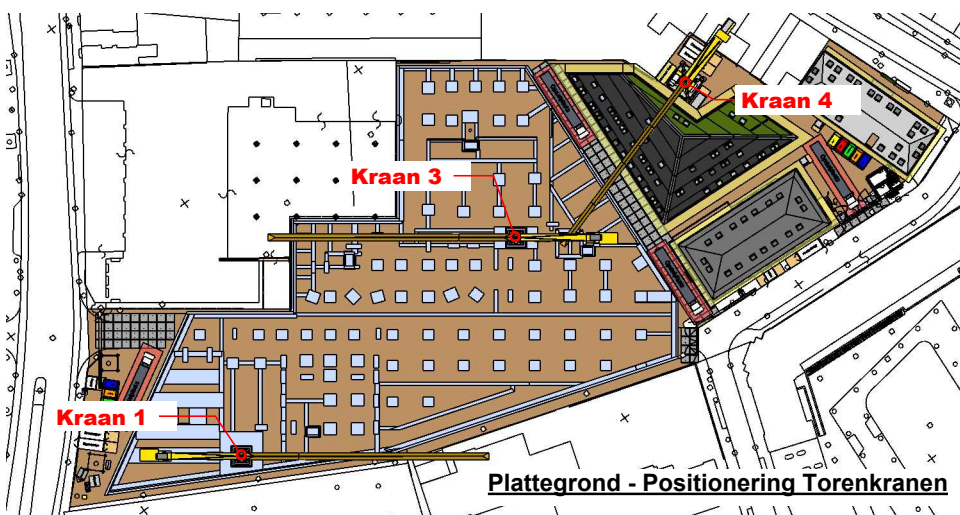 Kraan 4
Kraan 3
Kraan 1
Plattegrond - Positionering Torenkranen